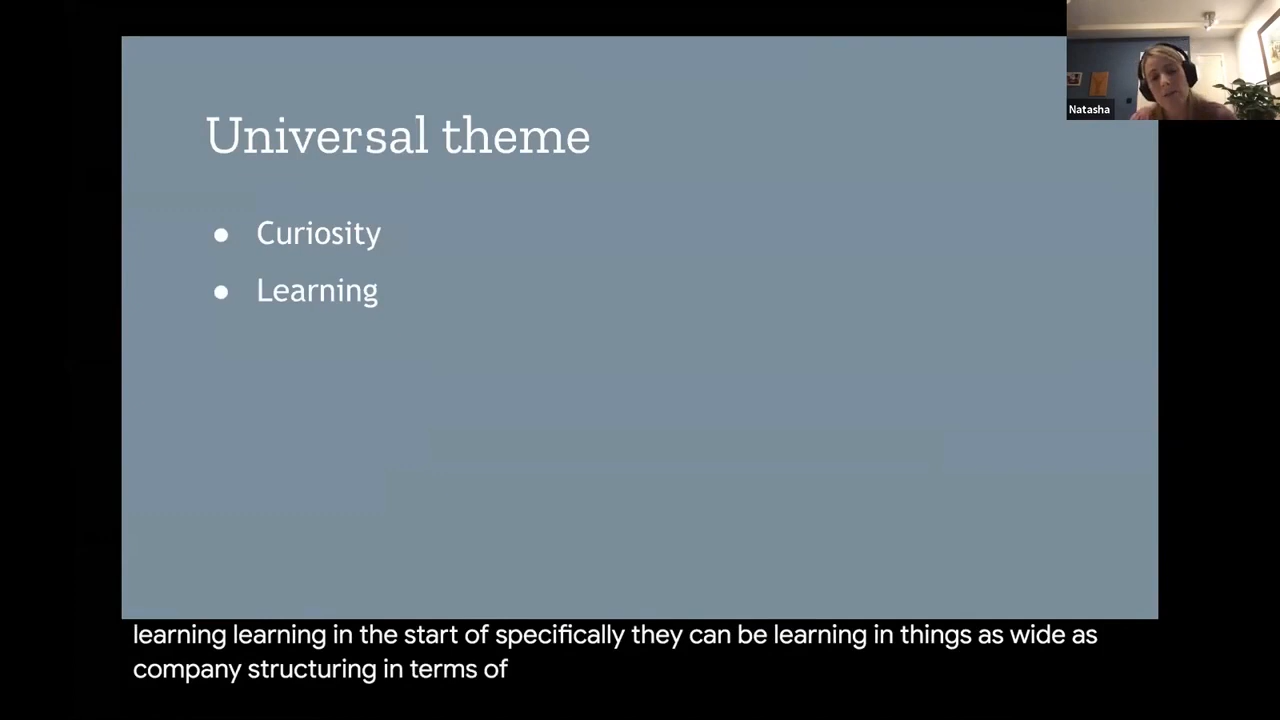 Universal theme
● Curiosity
● Learning
Natasha
learning learning in the start of specifically they can be learning in things as wide as
company structuring in terms of